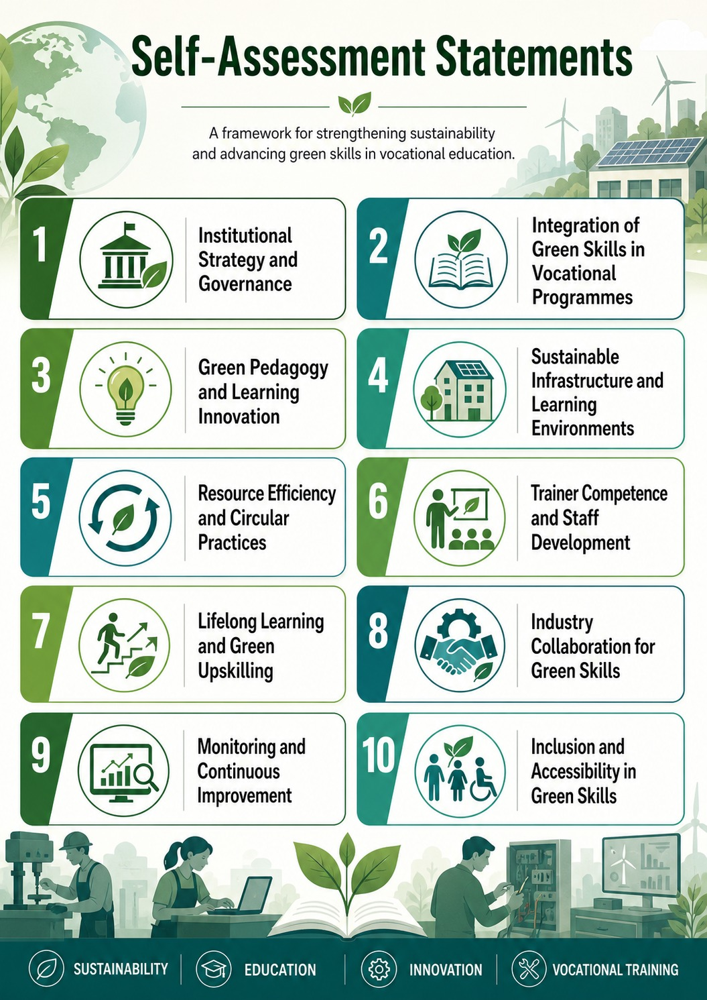 Self-Assessment Statements
A framework for strengthening sustainability
and advancing green skills in vocational education.
1
Institutional
Strategy and
Governance
2
Integration of
Green Skills in
Vocational
Programmes
3
Green Pedagogy
and Learning
Innovation
4
Sustainable
Infrastructure and
Learning
Environments
5
Resource Efficiency
and Circular
Practices
6
Trainer Competence
and Staff
Development
7
Lifelong Learning
and Green
Upskilling
8
Industry
Collaboration for
Green Skills
9
Monitoring and
Continuous
Improvement
10
Inclusion and
Accessibility in
Green Skills
SUSTAINABILITY
EDUCATION
INNOVATION
VOCATIONAL TRAINING